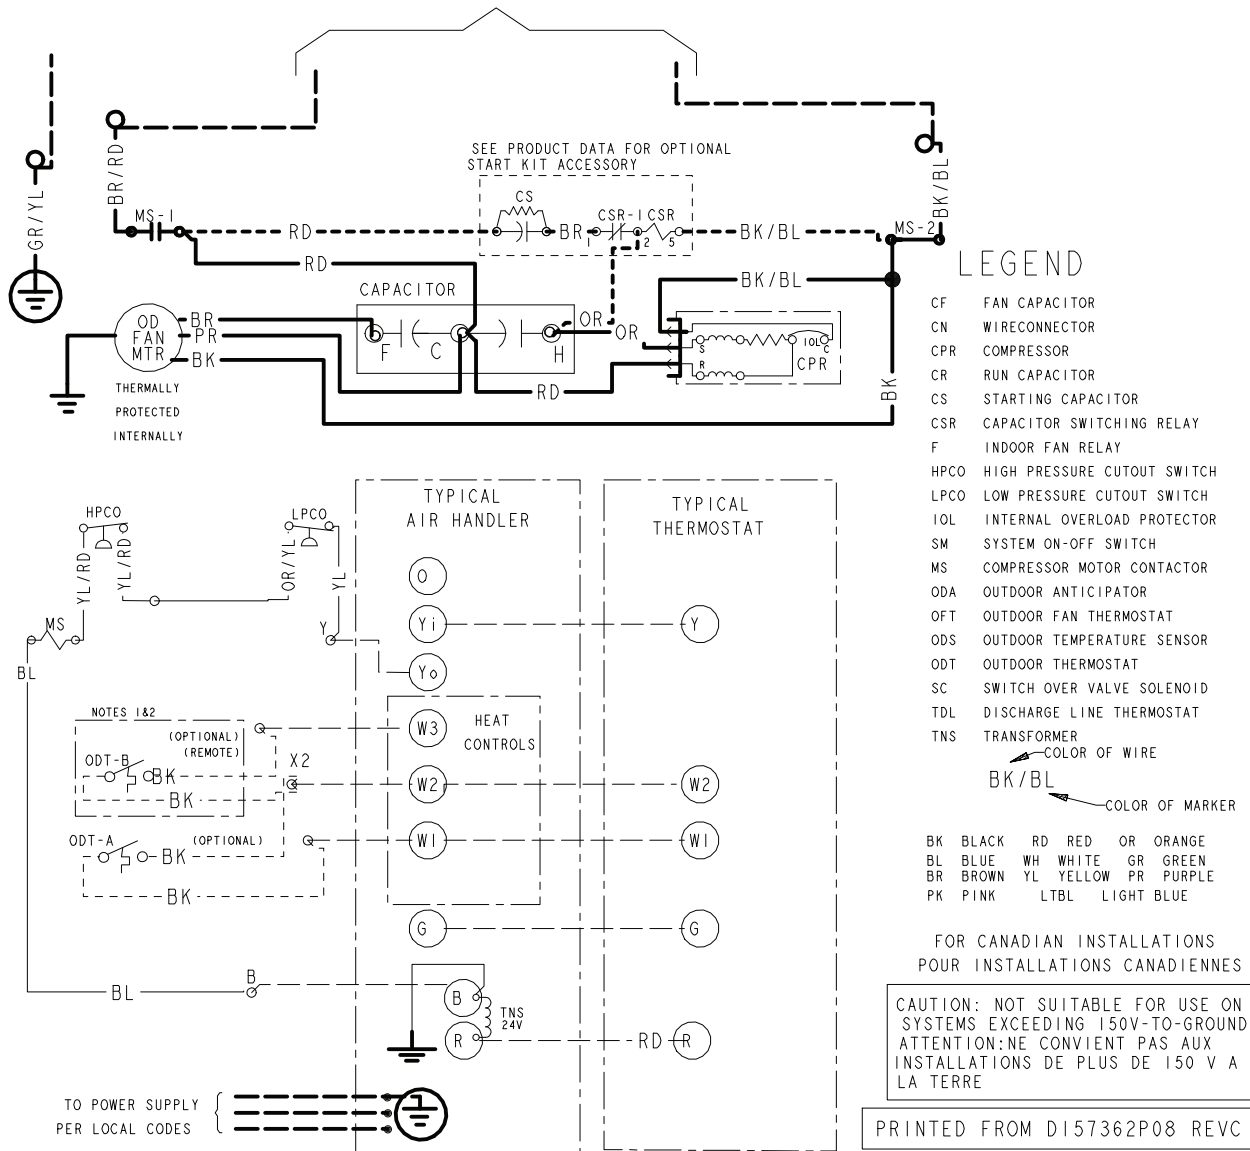 SEE PRODUCT DATA FOR OPTIONAL
START KIT ACCESSORY
GR/YL
BR/RD
MS-1
RD
CS
BR
CSR-1
CSR
2
5
BK/BL
MS-2
BK/BL
RD
BK/BL
CAPACITOR
F
C
H
OR
OR
OD
FAN
MTR
BR
PR
BK
THERMALLY
PROTECTED
INTERNALLY
S
R
IOL
C
CPR
RD
BK
LEGEND
CF FAN CAPACITOR
CN WIRECONNECTOR
CPR COMPRESSOR
CR RUN CAPACITOR
CS STARTING CAPACITOR
CSR CAPACITOR SWITCHING RELAY
F INDOOR FAN RELAY
HPCO HIGH PRESSURE CUTOUT SWITCH
LPCO LOW PRESSURE CUTOUT SWITCH
IOL INTERNAL OVERLOAD PROTECTOR
SM SYSTEM ON-OFF SWITCH
MS COMPRESSOR MOTOR CONTACTOR
ODA OUTDOOR ANTICIPATOR
OFT OUTDOOR FAN THERMOSTAT
ODS OUTDOOR TEMPERATURE SENSOR
ODT OUTDOOR THERMOSTAT
SC SWITCH OVER VALVE SOLENOID
TDL DISCHARGE LINE THERMOSTAT
TNS TRANSFORMER
COLOR OF WIRE
BK/BL
COLOR OF MARKER
BK BLACK RD RED OR ORANGE
BL BLUE WH WHITE GR GREEN
BR BROWN YL YELLOW PR PURPLE
PK PINK LTBL LIGHT BLUE
HPCO
LPCO
YL/RD
YL/RD
OR/YL
YL
MS
Y
BL
TYPICAL
AIR HANDLER
TYPICAL
THERMOSTAT
O
Yi
Y
Yo
NOTES 1&2
(OPTIONAL)
(REMOTE)
ODT-B
BK
BK
X2
W3
HEAT
CONTROLS
W2
W2
ODT-A
(OPTIONAL)
BK
BK
W1
W1
G
G
BL
B
B
TNS
24V
R
RD
R
TO POWER SUPPLY
PER LOCAL CODES
FOR CANADIAN INSTALLATIONS
POUR INSTALLATIONS CANADIENNES
CAUTION: NOT SUITABLE FOR USE ON
SYSTEMS EXCEEDING 150V-TO-GROUND
ATTENTION:NE CONVIENT PAS AUX
INSTALLATIONS DE PLUS DE 150 V A
LA TERRE
PRINTED FROM D157362P08 REVC